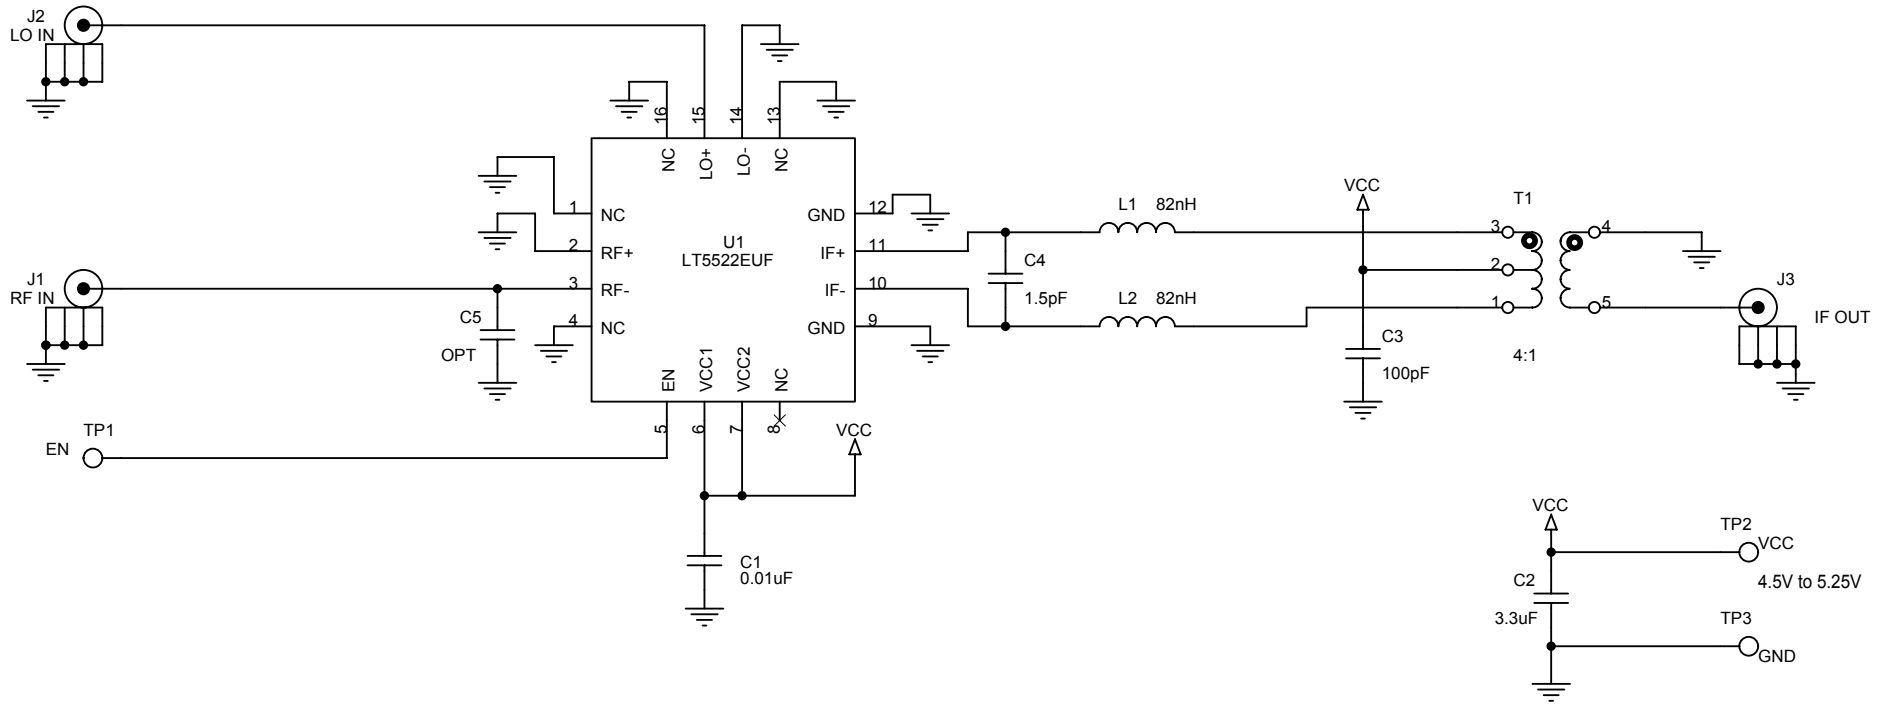 J2
LO IN
16
15
14
13
NC
LO+
LO-
NC
1
NC
2
RF+
3
RF-
4
NC
U1
LT5522EUF
GND
12
IF+
11
IF-
10
GND
9
EN
VCC1
VCC2
NC
5
6
7
8
J1
RF IN
C5
OPT
TP1
EN
VCC
C1
0.01uF
C4
1.5pF
L1 82nH
L2 82nH
VCC
C3
100pF
T1
3
2
1
4
5
4:1
J3
IF OUT
VCC
C2
3.3uF
TP2
VCC
4.5V to 5.25V
TP3
GND